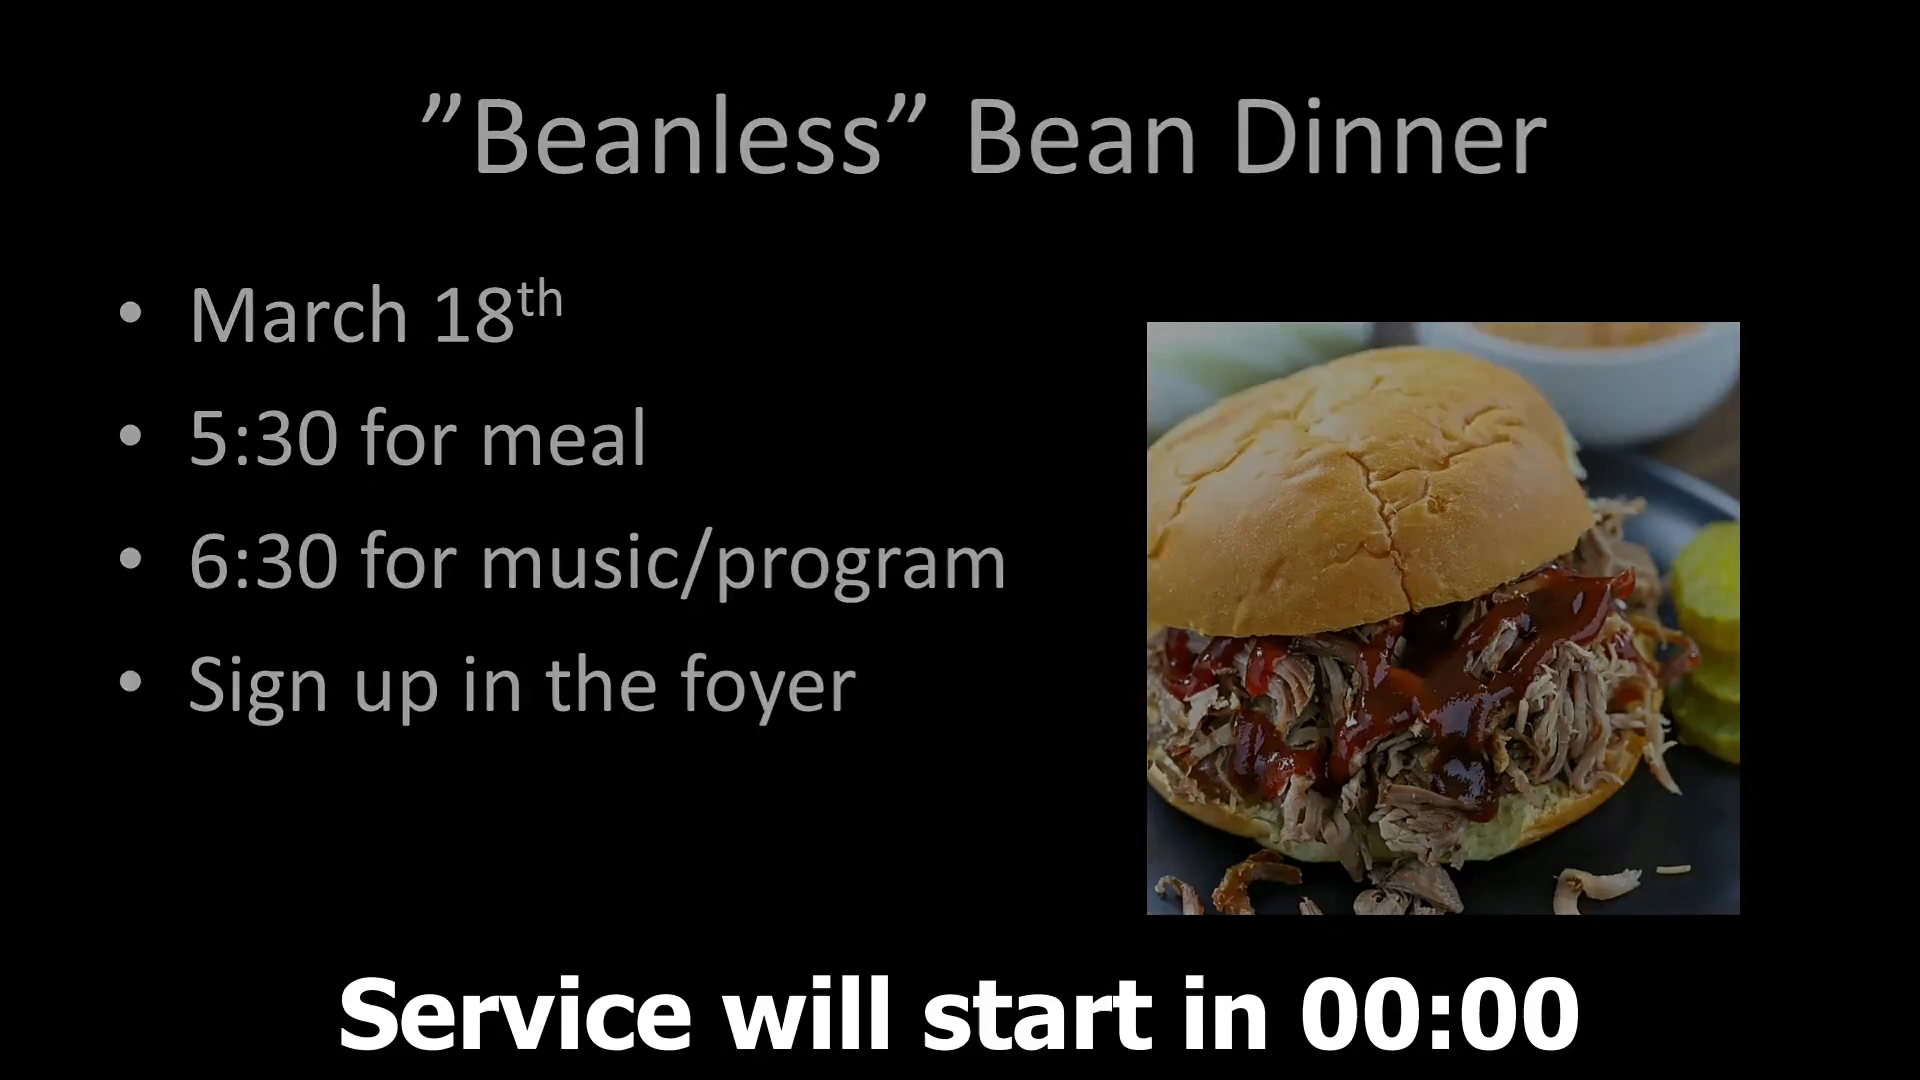 ”Beanless” Bean Dinner
• March 18th
• 5:30 for meal
• 6:30 for music/program
• Sign up in the foyer
Service will start in 00:00